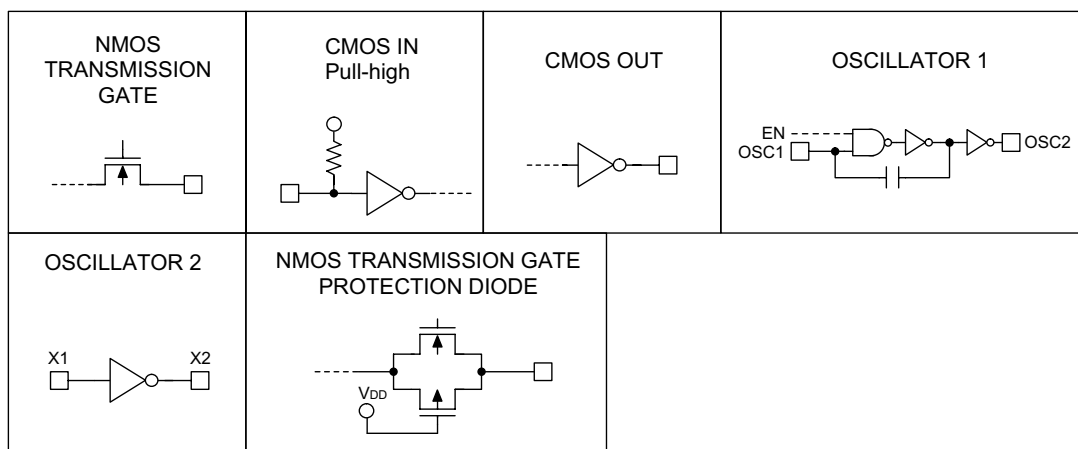 NMOS
TRANSMISSION
GATE
CMOS IN
Pull-high
CMOS OUT
OSCILLATOR 1
EN
OSC1
OSC2
OSCILLATOR 2
X1
X2
NMOS TRANSMISSION GATE
PROTECTION DIODE
VDD